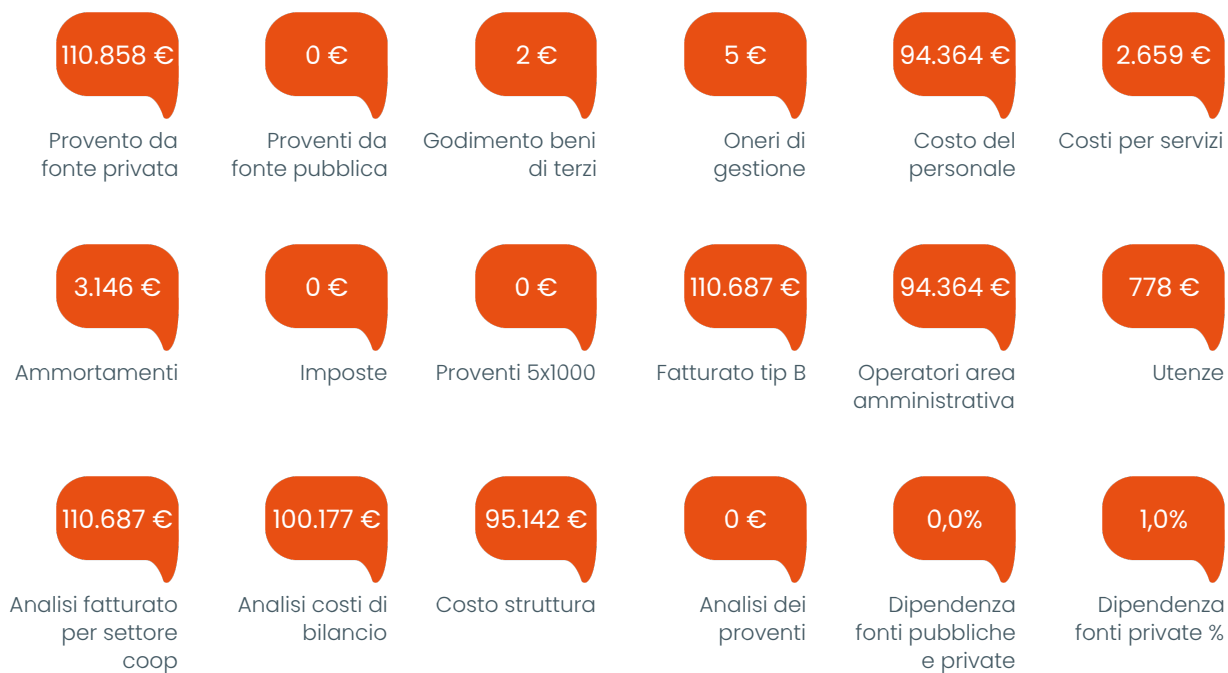 110.858 €
Provento da
fonte privata
0 €
Proventi da
fonte pubblica
2 €
Godimento beni
di terzi
5 €
Oneri di
gestione
94.364 €
Costo del
personale
2.659 €
Costi per servizi
3.146 €
Ammortamenti
0 €
Imposte
0 €
Proventi 5x1000
110.687 €
Fatturato tip B
94.364 €
Operatori area
amministrativa
778 €
Utenze
110.687 €
Analisi fatturato
per settore
coop
100.177 €
Analisi costi di
bilancio
95.142 €
Costo struttura
0 €
Analisi dei
proventi
0,0%
Dipendenza
fonti pubbliche
e private
1,0%
Dipendenza
fonti private %